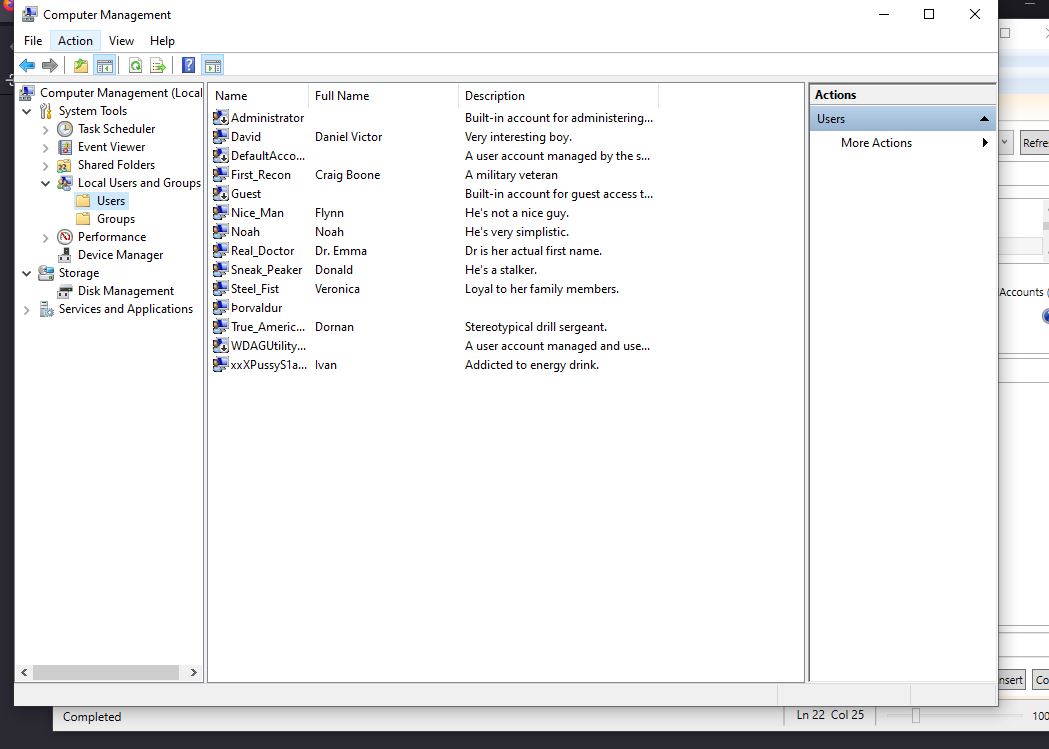 Computer Management
File Action View Help
Computer Management (Local
System Tools
Task Scheduler
Event Viewer
Shared Folders
Local Users and Groups
Users
Groups
Performance
Device Manager
Storage
Disk Management
Services and Applications
Name Full Name Description
Administrator Built-in account for administering...
David Daniel Victor Very interesting boy.
DefaultAcco... A user account managed by the s...
First_Recon Craig Boone A military veteran
Guest Built-in account for guest access t...
Nice_Man Flynn He's not a nice guy.
Noah Noah He's very simplistic.
Real_Doctor Dr. Emma Dr is her actual first name.
Sneak_Peaker Donald He's a stalker.
Steel_Fist Veronica Loyal to her family members.
Þorvaldur
True_Americ... Dornan Stereotypical drill sergeant.
WDAGUtility... A user account managed and use...
xxXPussyS1a... Ivan Addicted to energy drink.
Actions
Users
More Actions
Refre
Accounts (
nsert Co
Completed Ln 22 Col 25 100